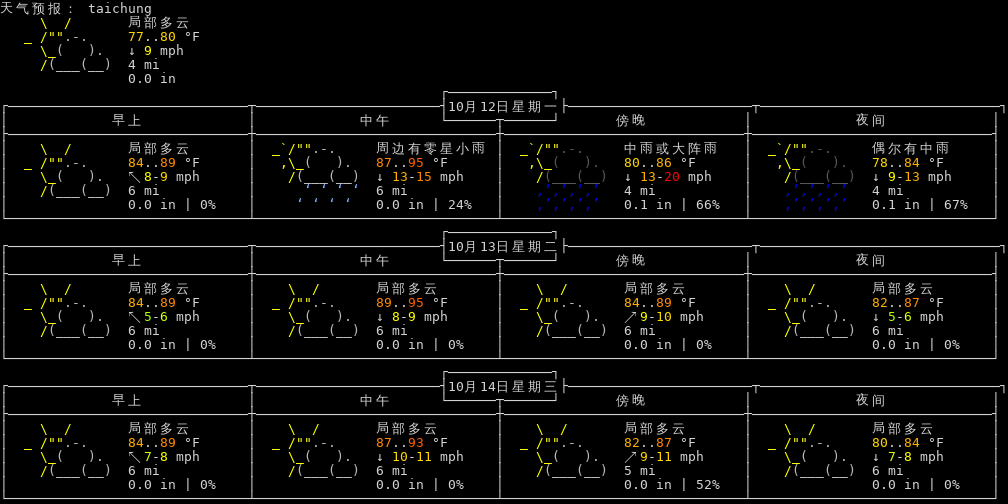 天气预报: taichung
局部多云
77..80 °F
↓ 9 mph
4 mi
0.0 in
10月12日星期一
早上 中午 傍晚 夜间
局部多云 周边有零星小雨 中雨或大阵雨 偶尔有中雨
84..89 °F 87..95 °F 80..86 °F 78..84 °F
↖ 8-9 mph ↓ 13-15 mph ↓ 13-20 mph ↓ 9-13 mph
6 mi 6 mi 4 mi 4 mi
0.0 in | 0% 0.0 in | 24% 0.1 in | 66% 0.1 in | 67%
10月13日星期二
早上 中午 傍晚 夜间
局部多云 局部多云 局部多云 局部多云
84..89 °F 89..95 °F 84..89 °F 82..87 °F
↖ 5-6 mph ↓ 8-9 mph ↗ 9-10 mph ↓ 5-6 mph
6 mi 6 mi 6 mi 6 mi
0.0 in | 0% 0.0 in | 0% 0.0 in | 0% 0.0 in | 0%
10月14日星期三
早上 中午 傍晚 夜间
局部多云 局部多云 局部多云 局部多云
84..89 °F 87..93 °F 82..87 °F 80..84 °F
↖ 7-8 mph ↓ 10-11 mph ↗ 9-11 mph ↓ 7-8 mph
6 mi 6 mi 5 mi 6 mi
0.0 in | 0% 0.0 in | 0% 0.0 in | 52% 0.0 in | 0%